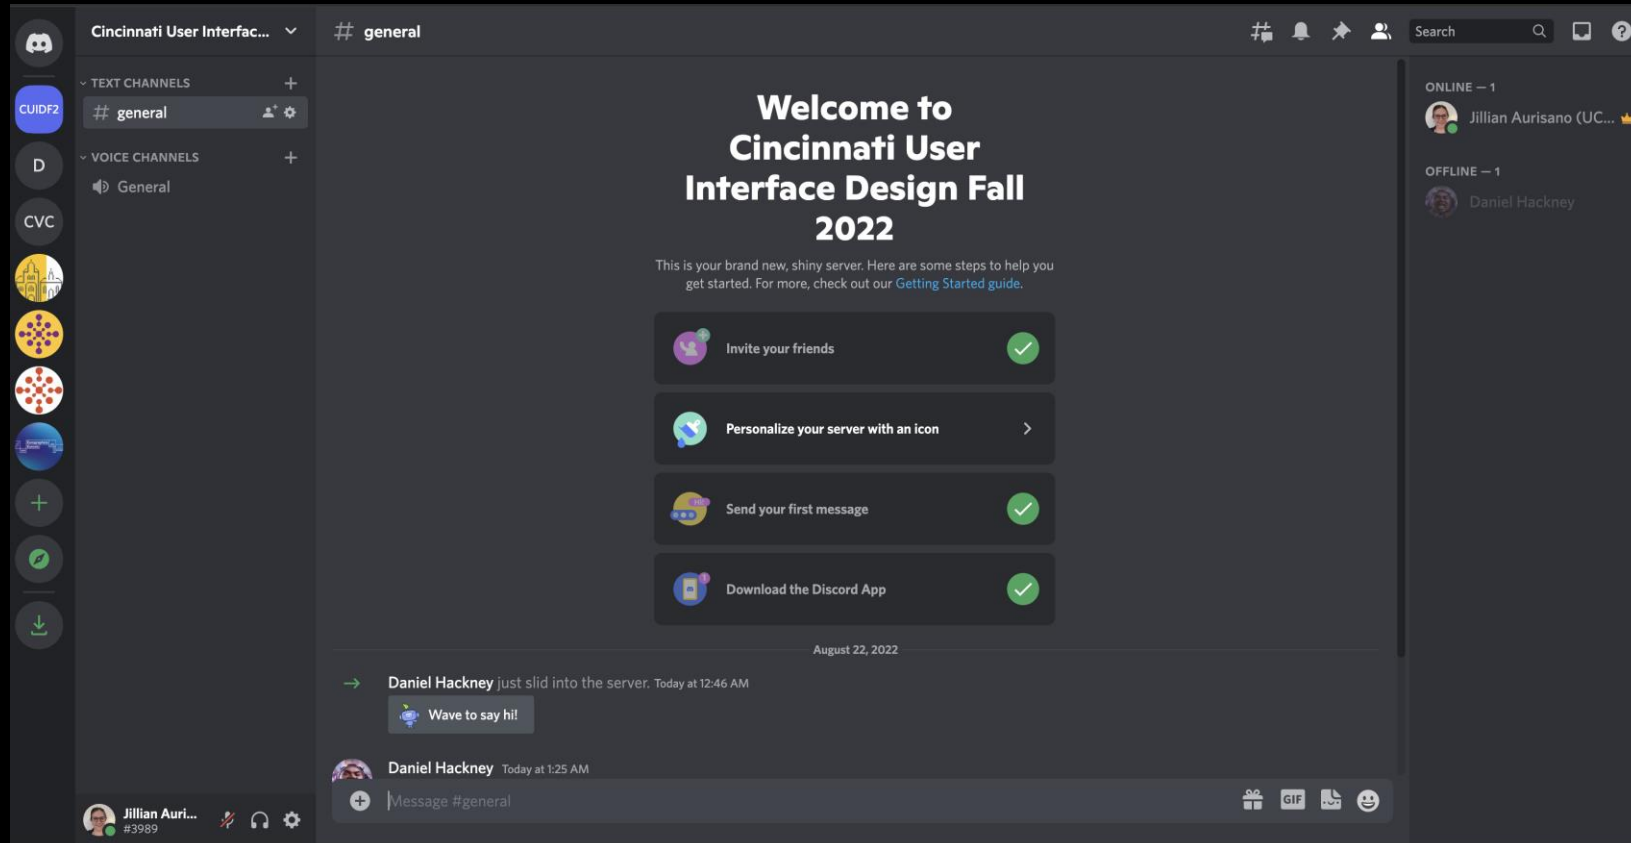 CUIDF2
D
CVC
Cincinnati User Interfac...
TEXT CHANNELS
general
VOICE CHANNELS
General
Jillian Auri...
#3989
general
Search
Welcome to
Cincinnati User
Interface Design Fall
2022
This is your brand new, shiny server. Here are some steps to help you
get started. For more, check out our Getting Started guide.
Invite your friends
Personalize your server with an icon
HI!
Send your first message
1
Download the Discord App
August 22, 2022
Daniel Hackney just slid into the server. Today at 12:46 AM
Wave to say hi!
Daniel Hackney Today at 1:25 AM
Message #general
GIF
ONLINE — 1
Jillian Aurisano (UC...
OFFLINE — 1
Daniel Hackney